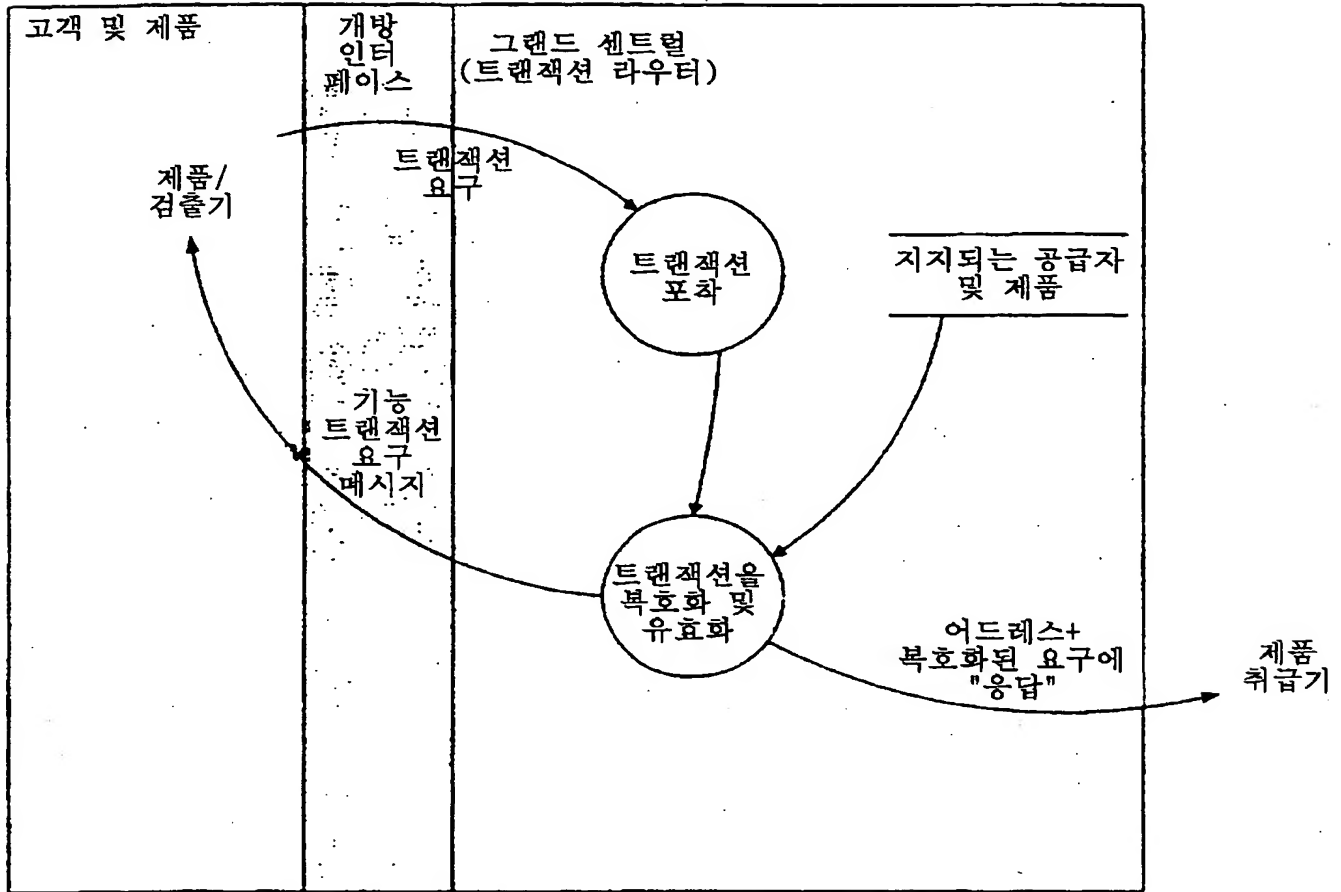 고객 및 제품
개방
인터
페이스
그랜드 센트럴
(트랜잭션 라우터)
트랜잭션
요구
제품/
검출기
트랜잭션
포착
지지되는 공급자
및 제품
기능
트랜잭션
요구
메시지
트랜잭션을
복호화 및
유효화
어드레스+
복호화된 요구에
"응답"
제품
취급기